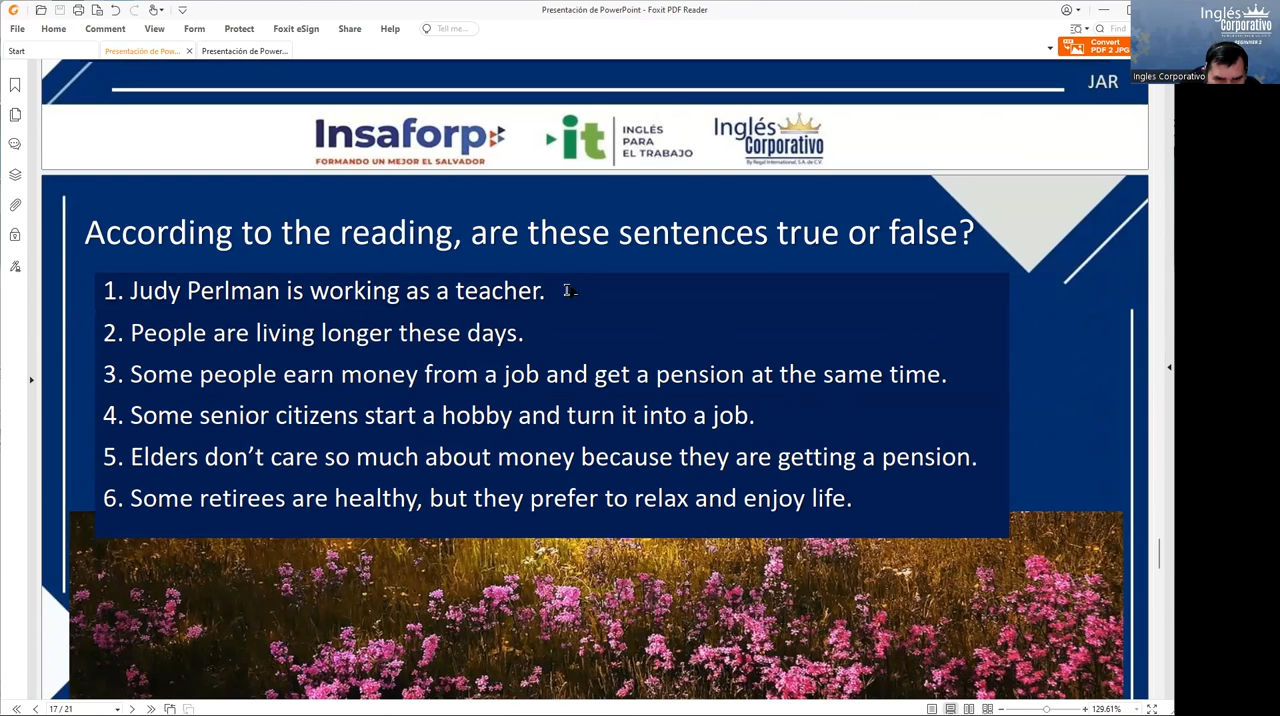 Presentación de PowerPoint - Foxit PDF Reader
File Home Comment View Form Protect Foxit eSign Share Help Tell me... Find
Start Presentación de Pow... Presentación de Power...
Convert
PDF 2 JPG
Inglés
Corporativo
Ingles Corporativo
JAR
Insaforp
FORMANDO UN MEJOR EL SALVADOR
it
INGLÉS
PARA
EL TRABAJO
Inglés
Corporativo
By Regal International, S.A. de C.V.
According to the reading, are these sentences true or false?
1. Judy Perlman is working as a teacher.
2. People are living longer these days.
3. Some people earn money from a job and get a pension at the same time.
4. Some senior citizens start a hobby and turn it into a job.
5. Elders don’t care so much about money because they are getting a pension.
6. Some retirees are healthy, but they prefer to relax and enjoy life.
17 / 21
129.61%